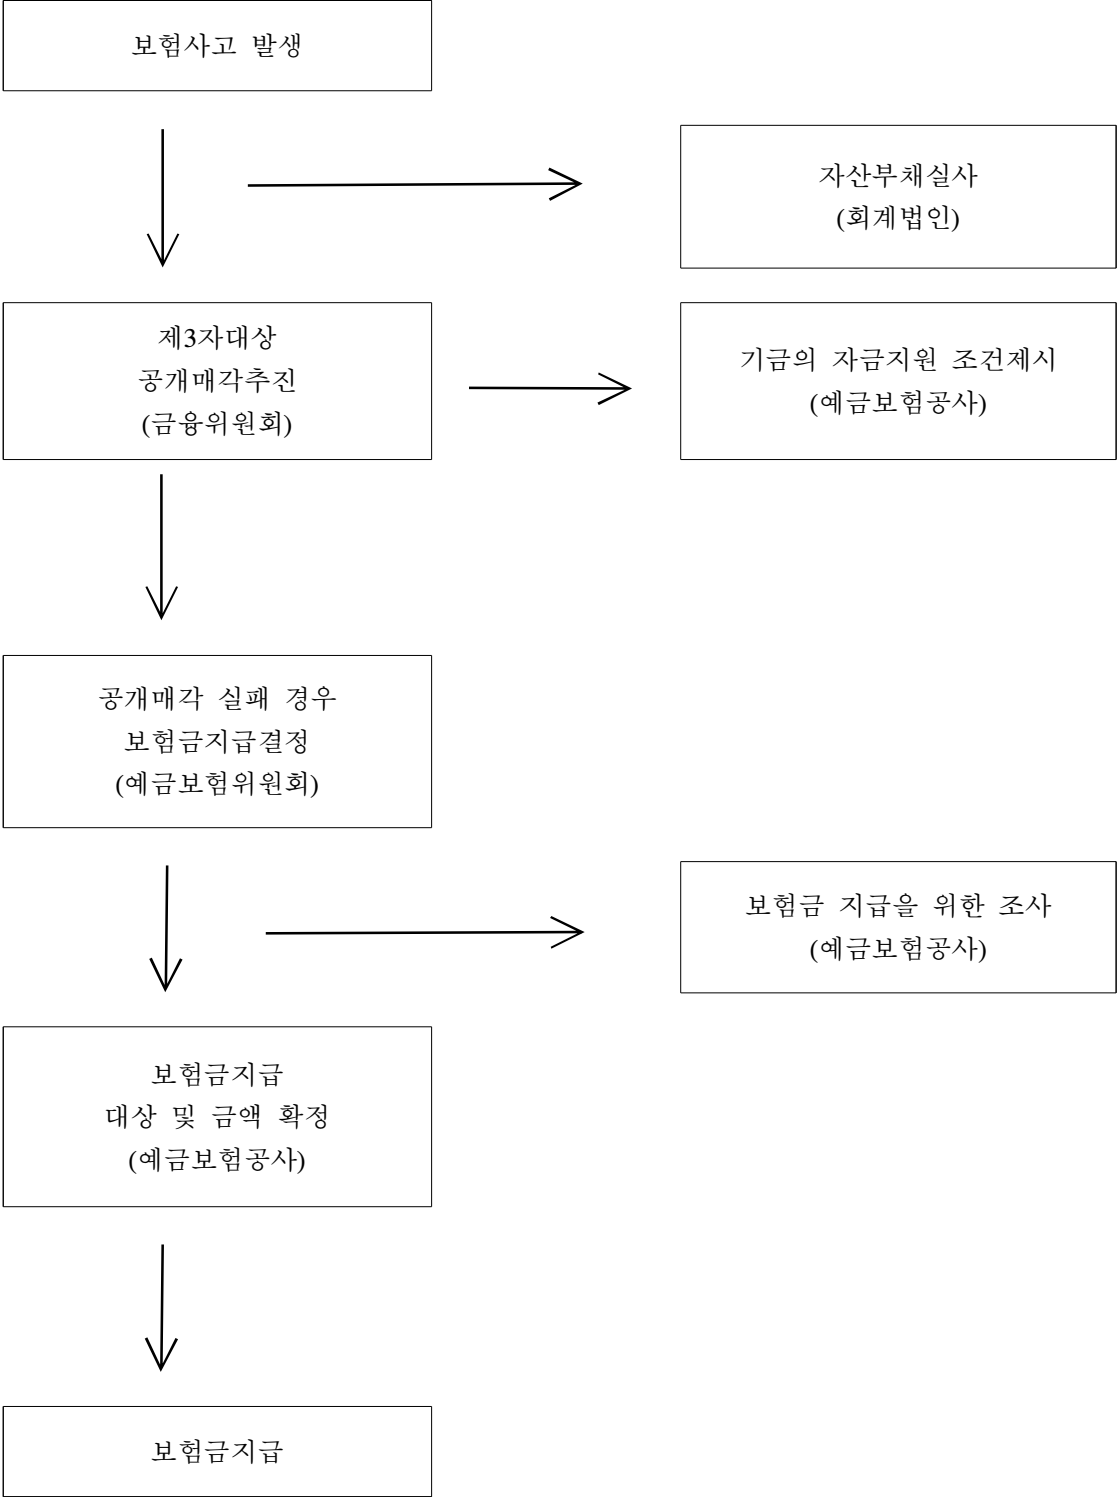 보험사고 발생
자산부채실사
(회계법인)
제3자대상
공개매각추진
(금융위원회)
기금의 자금지원 조건제시
(예금보험공사)
공개매각 실패 경우
보험금지급결정
(예금보험위원회)
보험금 지급을 위한 조사
(예금보험공사)
보험금지급
대상 및 금액 확정
(예금보험공사)
보험금지급